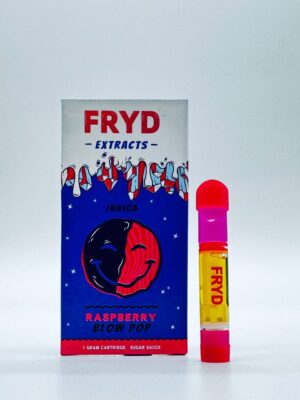 FRYD
– EXTRACTS –
INDICA
RASPBERRY
BLOW POP
1 GRAM CARTRIDGE SUGAR SAUCE
FRYD